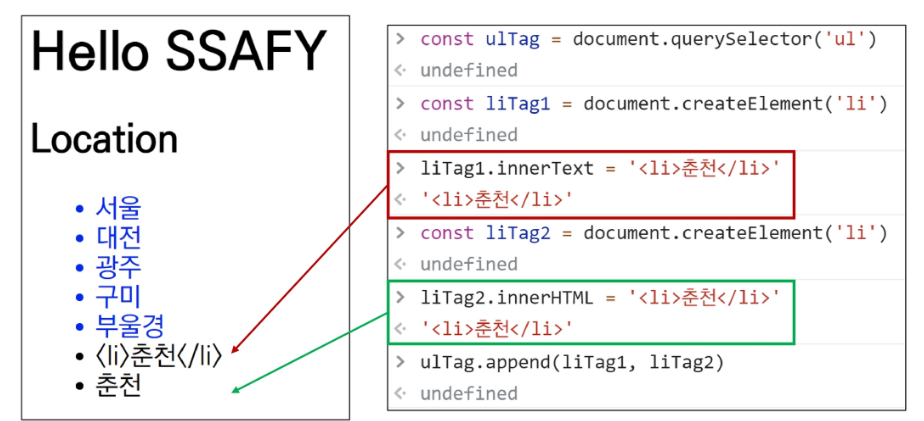 Hello SSAFY
Location
• 서울
• 대전
• 광주
• 구미
• 부울경
• <li>춘천</li>
• 춘천
> const ulTag = document.querySelector('ul')
<· undefined
> const liTag1 = document.createElement('li')
<· undefined
> liTag1.innerText = '<li>춘천</li>'
<· '<li>춘천</li>'
> const liTag2 = document.createElement('li')
<· undefined
> liTag2.innerHTML = '<li>춘천</li>'
<· '<li>춘천</li>'
> ulTag.append(liTag1, liTag2)
<· undefined